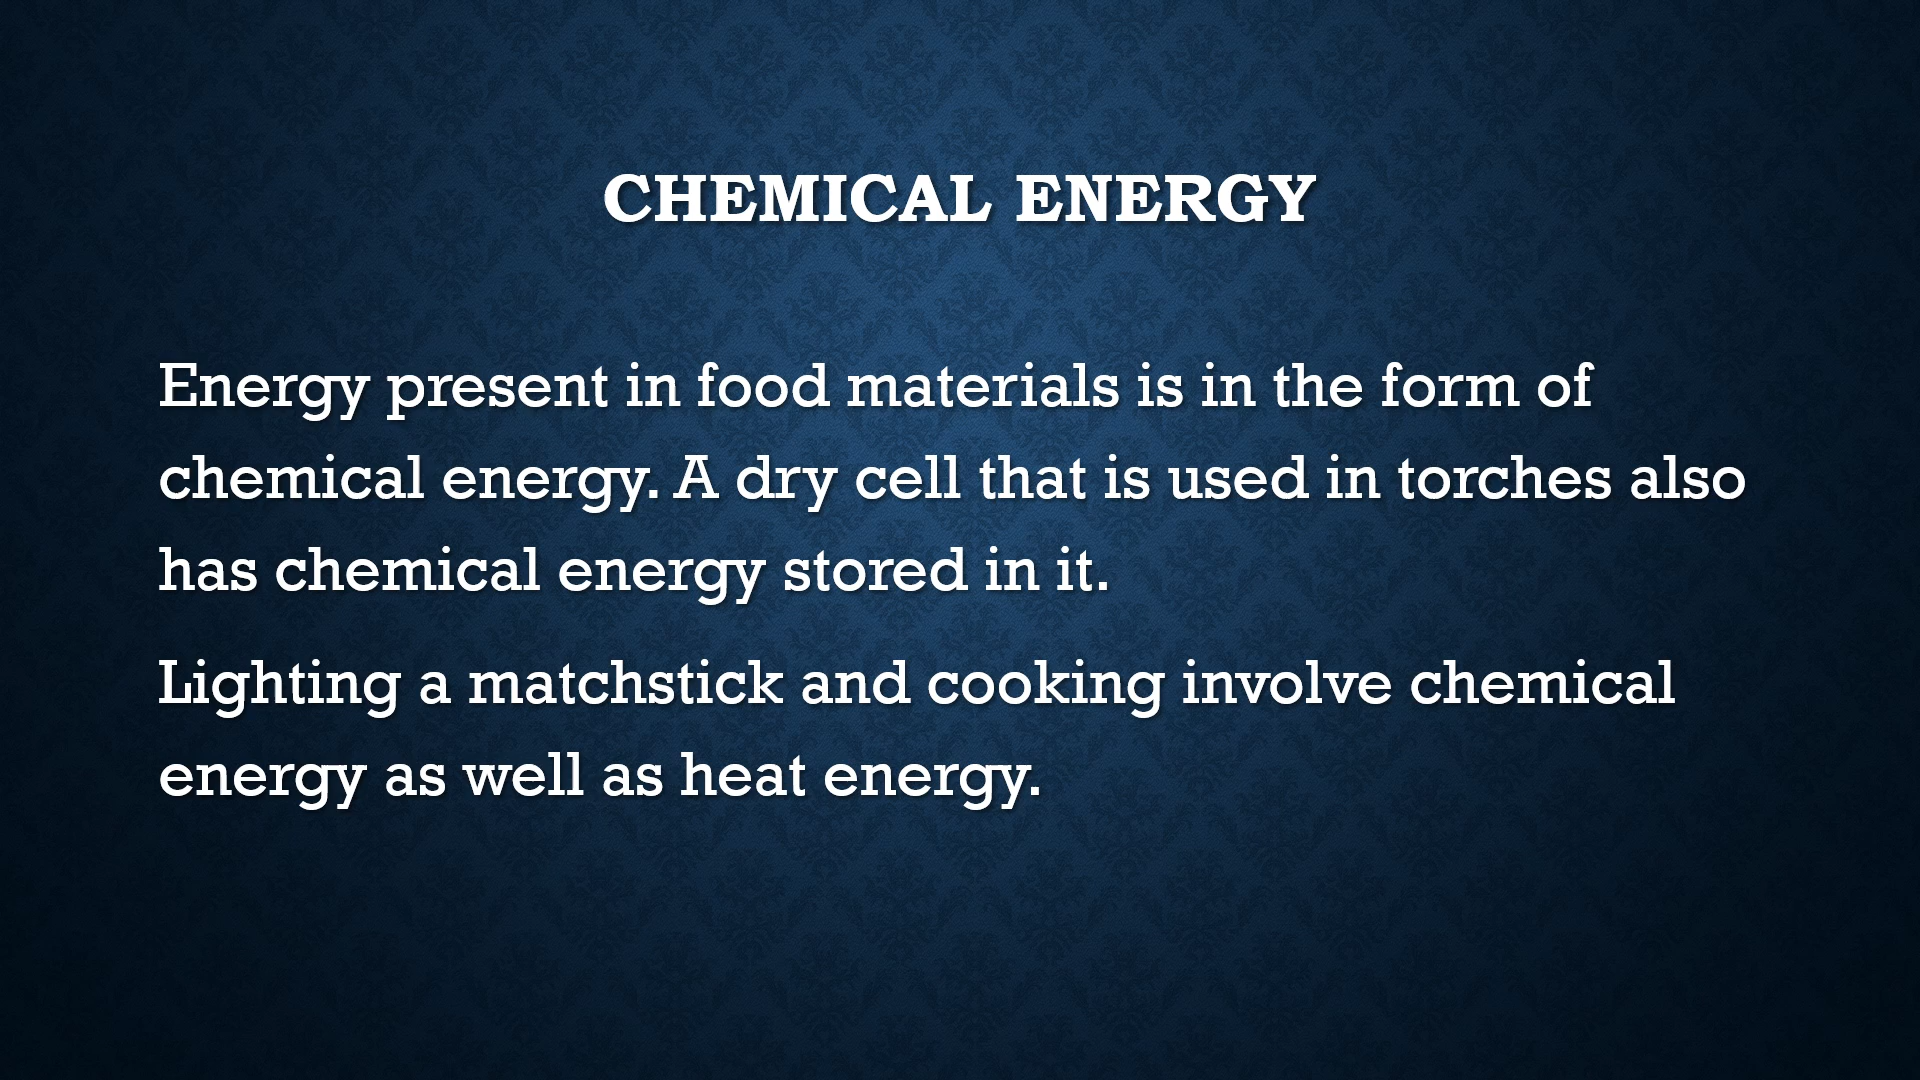 CHEMICAL ENERGY
Energy present in food materials is in the form of
chemical energy. A dry cell that is used in torches also
has chemical energy stored in it.
Lighting a matchstick and cooking involve chemical
energy as well as heat energy.